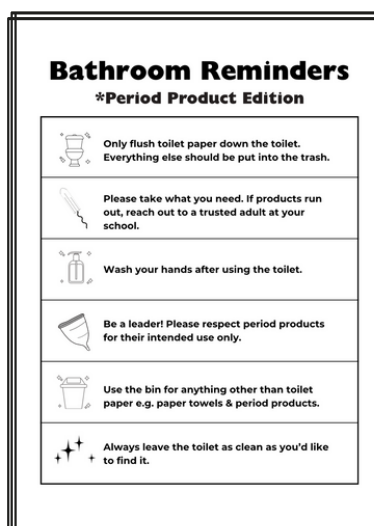 Bathroom Reminders
*Period Product Edition
Only flush toilet paper down the toilet.
Everything else should be put into the trash.
Please take what you need. If products run
out, reach out to a trusted adult at your
school.
Wash your hands after using the toilet.
Be a leader! Please respect period products
for their intended use only.
Use the bin for anything other than toilet
paper e.g. paper towels & period products.
Always leave the toilet as clean as you’d like
to find it.